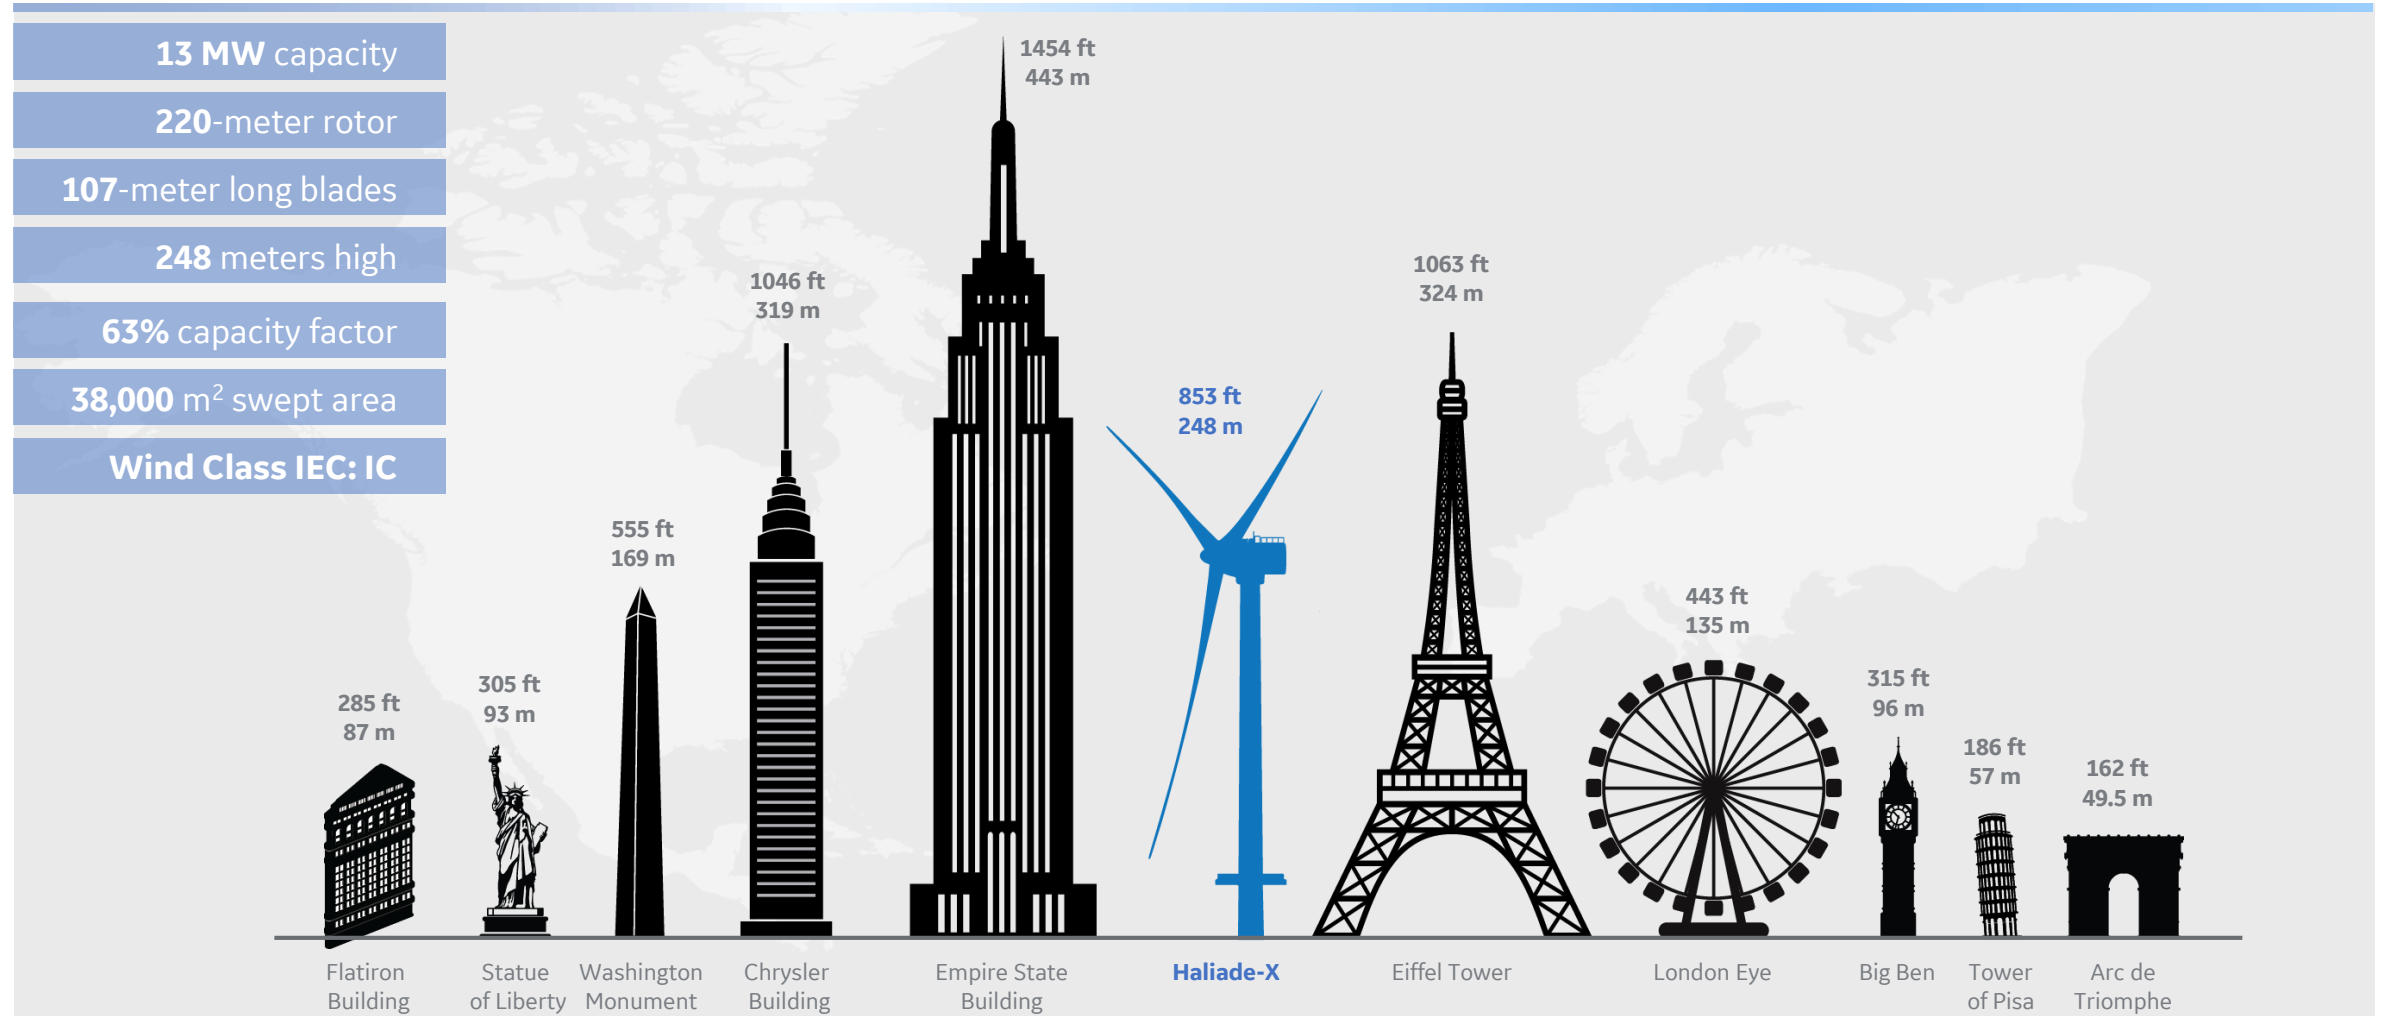 13 MW capacity
220-meter rotor
107-meter long blades
248 meters high
63% capacity factor
38,000 m² swept area
Wind Class IEC: IC
285 ft
87 m
305 ft
93 m
555 ft
169 m
1046 ft
319 m
1454 ft
443 m
853 ft
248 m
1063 ft
324 m
443 ft
135 m
315 ft
96 m
186 ft
57 m
162 ft
49.5 m
Flatiron
Building
Statue
of Liberty
Washington
Monument
Chrysler
Building
Empire State
Building
Haliade-X
Eiffel Tower
London Eye
Big Ben
Tower
of Pisa
Arc de
Triomphe